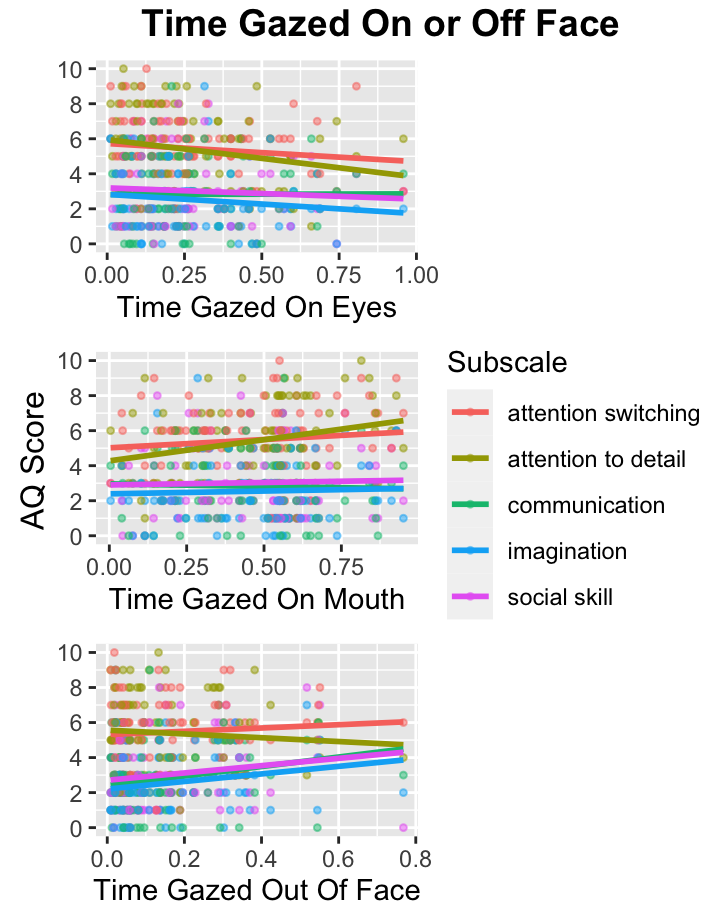 Time Gazed On or Off Face
10
8
6
4
2
0
0.00 0.25 0.50 0.75 1.00
Time Gazed On Eyes
AQ Score
10
8
6
4
2
0
0.00 0.25 0.50 0.75
Time Gazed On Mouth
Subscale
attention switching
attention to detail
communication
imagination
social skill
10
8
6
4
2
0
0.0 0.2 0.4 0.6 0.8
Time Gazed Out Of Face